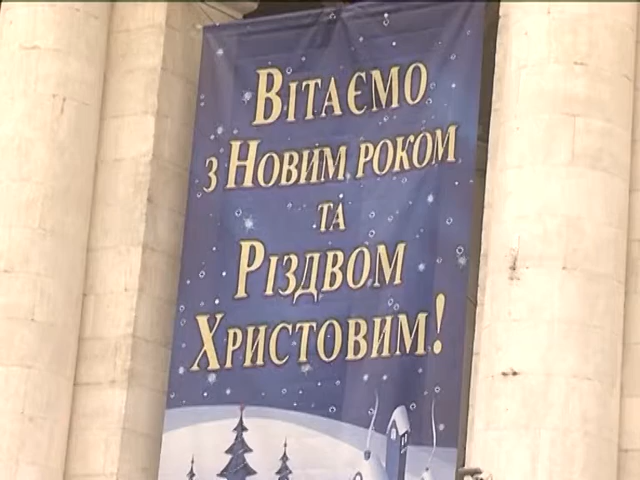 Вітаємо
з Новим роком
та
Різдвом
Христовим!